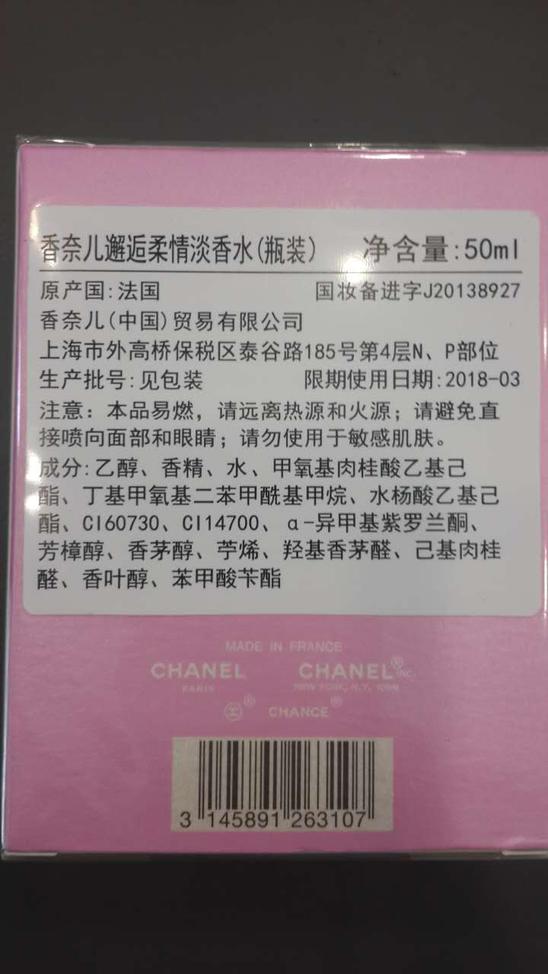 香奈儿邂逅柔情淡香水(瓶装) 净含量:50ml
原产国:法国 国妆备进字J20138927
香奈儿(中国)贸易有限公司
上海市外高桥保税区泰谷路185号第4层N、P部位
生产批号:见包装 限期使用日期:2018-03
注意：本品易燃，请远离热源和火源；请避免直
接喷向面部和眼睛；请勿使用于敏感肌肤。
成分:乙醇、香精、水、甲氧基肉桂酸乙基己
酯、丁基甲氧基二苯甲酰基甲烷、水杨酸乙基己
酯、CI60730、CI14700、α-异甲基紫罗兰酮、
芳樟醇、香茅醇、苧烯、羟基香茅醛、己基肉桂
醛、香叶醇、苯甲酸苄酯
MADE IN FRANCE
CHANEL CHANEL® INC.
PARIS NEW YORK, N.Y. 10019
® CHANCE®
3 145891 263107